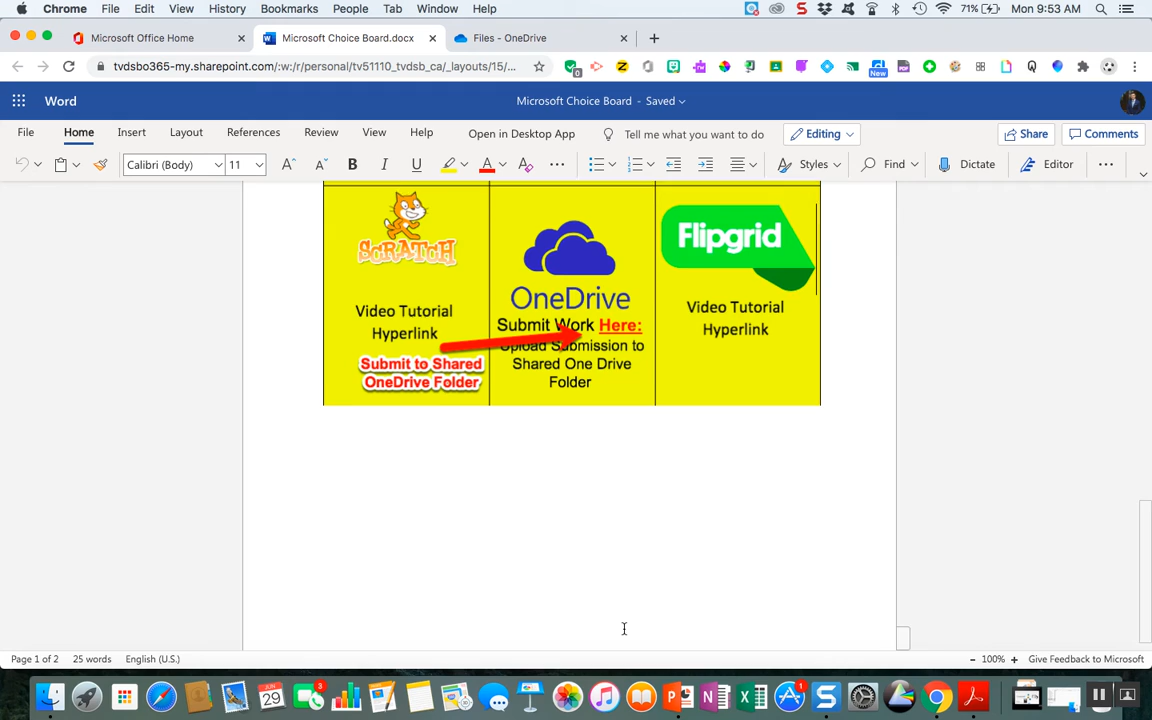 Chrome File Edit View History Bookmarks People Tab Window Help 71% Mon 9:53 AM
Microsoft Office Home Microsoft Choice Board.docx Files - OneDrive
tvdsbo365-my.sharepoint.com/:w:/r/personal/tv51110_tvdsb_ca/_layouts/15/...
New
Word Microsoft Choice Board - Saved
File Home Insert Layout References Review View Help Open in Desktop App Tell me what you want to do Editing Share Comments
Calibri (Body) 11 B I U A Styles Find Dictate Editor
SCRATCH
Video Tutorial
Hyperlink
Submit to Shared
OneDrive Folder
OneDrive
Submit Work Here:
Upload Submission to
Shared One Drive
Folder
Flipgrid
Video Tutorial
Hyperlink
Page 1 of 2 25 words English (U.S.) - 100% + Give Feedback to Microsoft
29 3 1